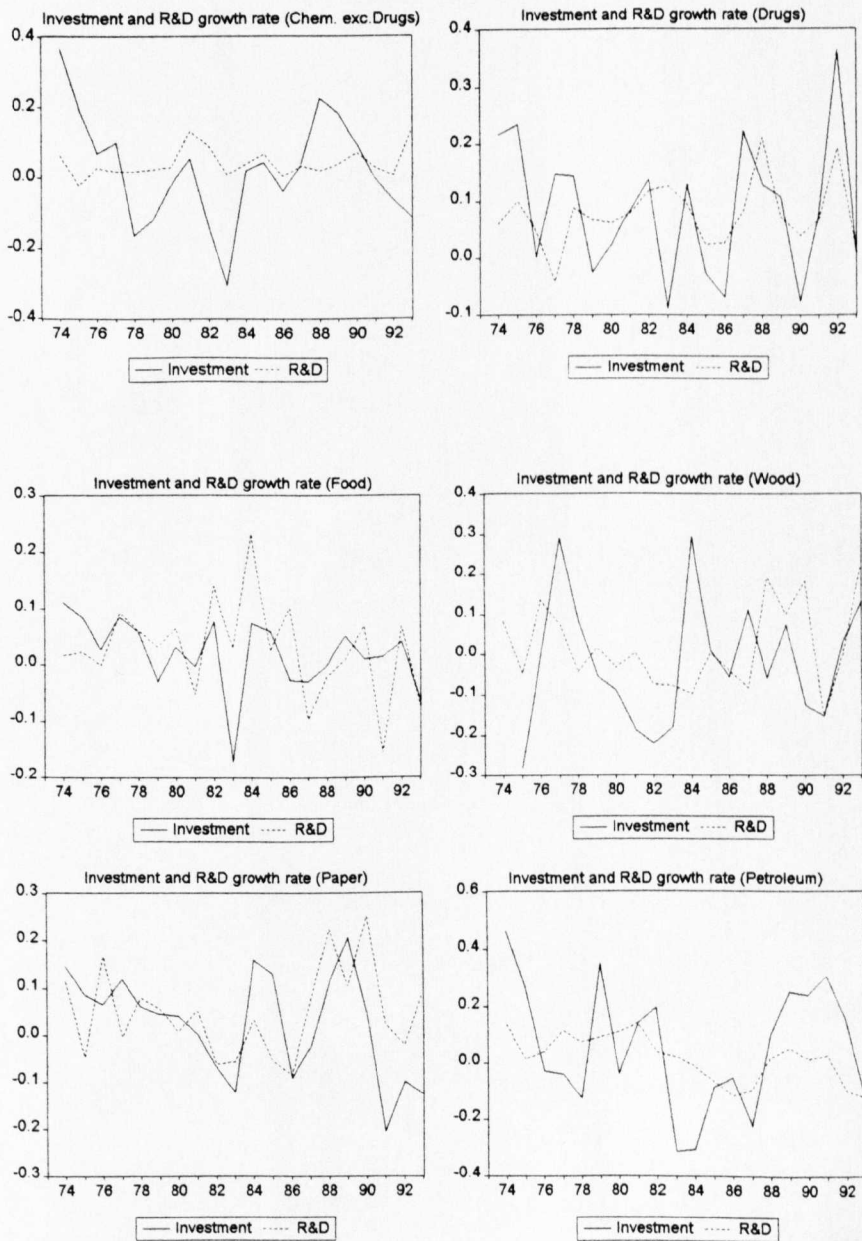 Investment and R&D growth rate (Chem. exc.Drugs)
0.4
0.2
0.0
-0.2
-0.4
74 76 78 80 82 84 86 88 90 92
Investment R&D
Investment and R&D growth rate (Drugs)
0.4
0.3
0.2
0.1
0.0
-0.1
74 76 78 80 82 84 86 88 90 92
Investment R&D
Investment and R&D growth rate (Food)
0.3
0.2
0.1
0.0
-0.1
-0.2
74 76 78 80 82 84 86 88 90 92
Investment R&D
Investment and R&D growth rate (Wood)
0.4
0.3
0.2
0.1
0.0
-0.1
-0.2
-0.3
74 76 78 80 82 84 86 88 90 92
Investment R&D
Investment and R&D growth rate (Paper)
0.3
0.2
0.1
0.0
-0.1
-0.2
-0.3
74 76 78 80 82 84 86 88 90 92
Investment R&D
Investment and R&D growth rate (Petroleum)
0.6
0.4
0.2
0.0
-0.2
-0.4
74 76 78 80 82 84 86 88 90 92
Investment R&D